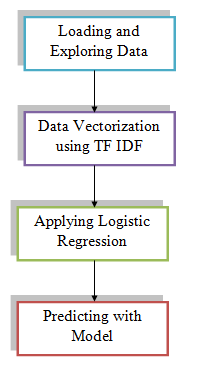 Loading and
Exploring Data
Data Vectorization
using TF IDF
Applying Logistic
Regression
Predicting with
Model